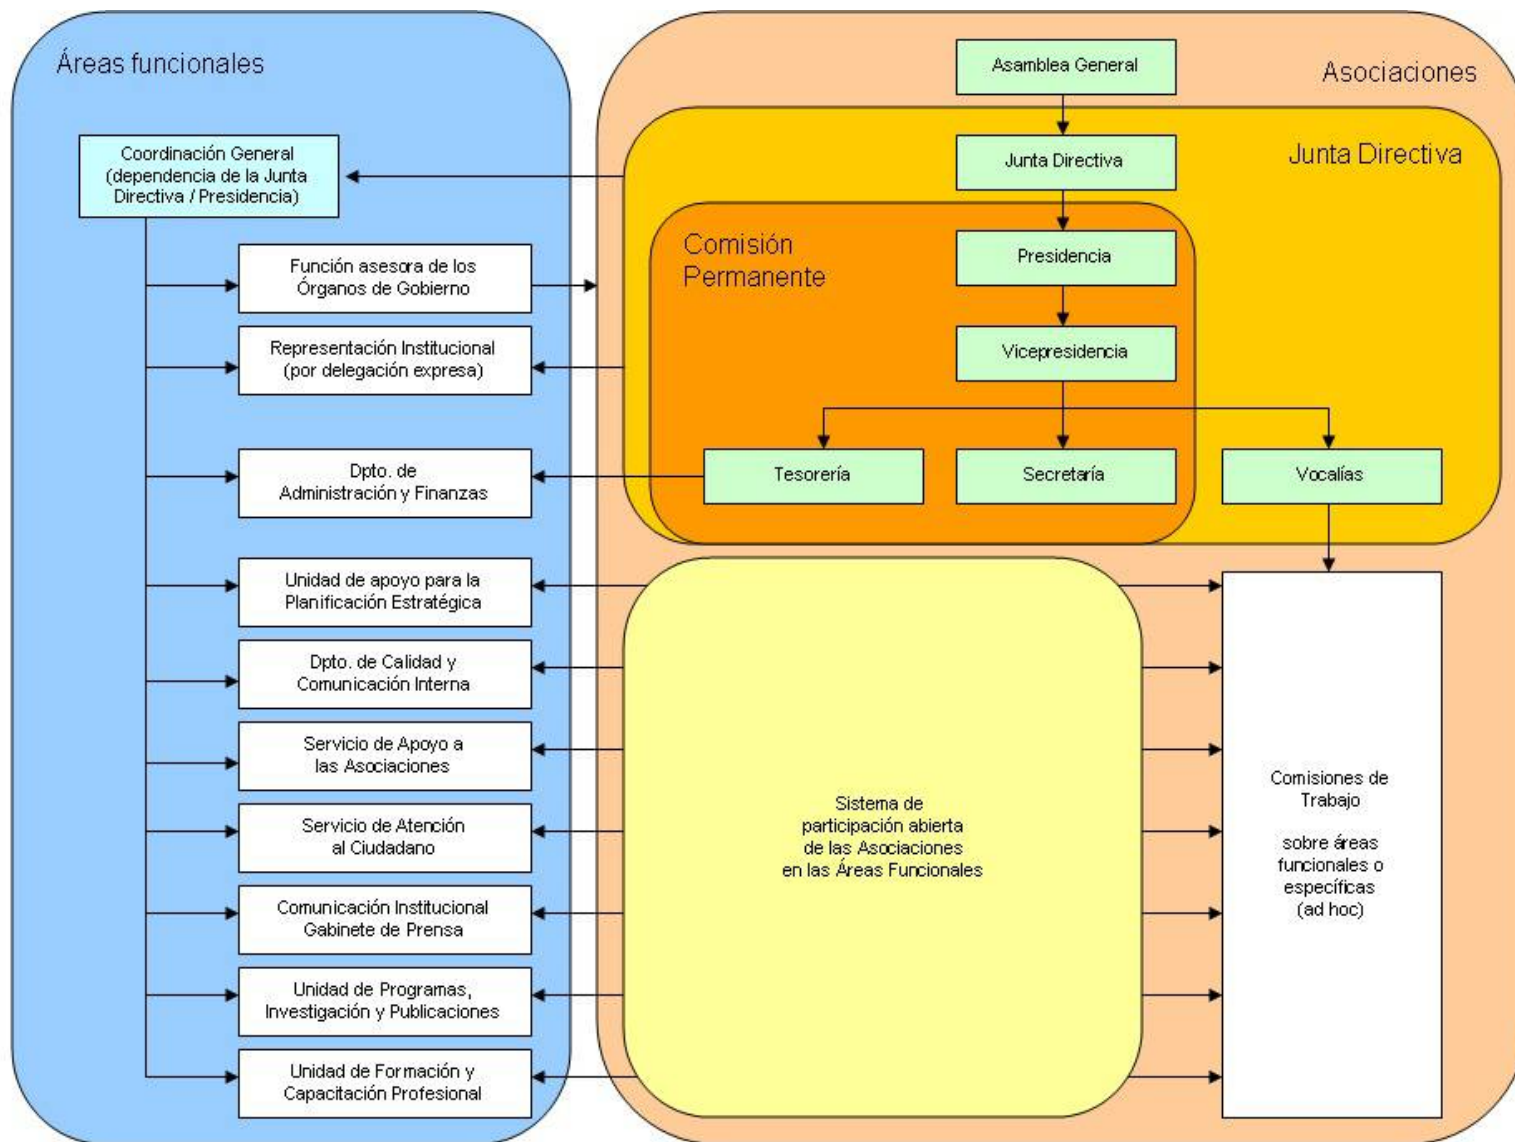 Áreas funcionales
Coordinación General
(dependencia de la Junta
Directiva / Presidencia)
Función asesora de los
Órganos de Gobierno
Representación Institucional
(por delegación expresa)
Dpto. de
Administración y Finanzas
Unidad de apoyo para la
Planificación Estratégica
Dpto. de Calidad y
Comunicación Interna
Servicio de Apoyo a
las Asociaciones
Servicio de Atención
al Ciudadano
Comunicación Institucional
Gabinete de Prensa
Unidad de Programas,
Investigación y Publicaciones
Unidad de Formación y
Capacitación Profesional
Asociaciones
Asamblea General
Junta Directiva
Junta Directiva
Comisión
Permanente
Presidencia
Vicepresidencia
Tesorería
Secretaría
Vocalías
Sistema de
participación abierta
de las Asociaciones
en las Áreas Funcionales
Comisiones de
Trabajo
sobre áreas
funcionales o
específicas
(ad hoc)